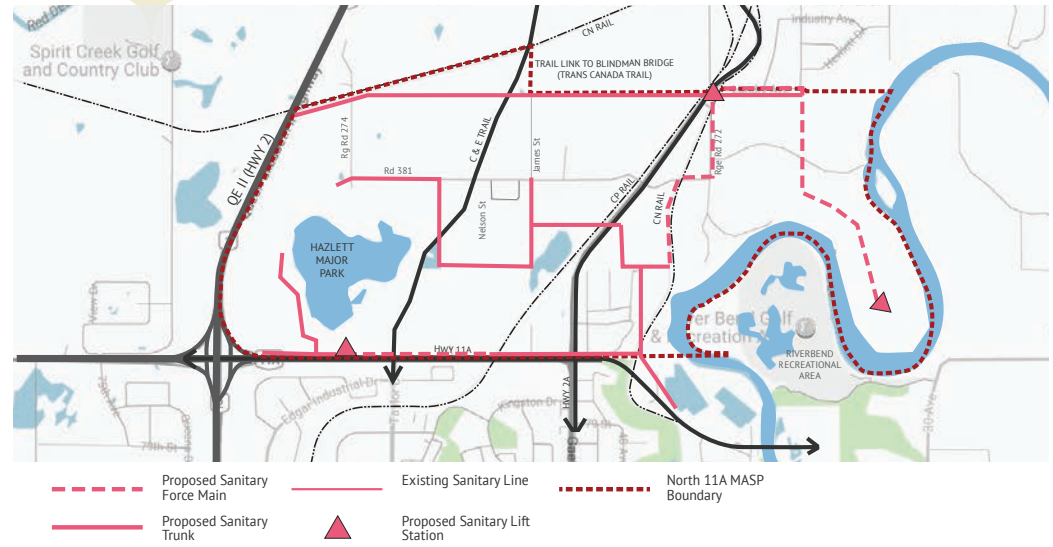 Spirit Creek Golf
and Country Club
CN RAIL
Industry Ave
TRAIL LINK TO BLINDMAN BRIDGE
(TRANS CANADA TRAIL)
QE II (HWY 2)
Rg Rd 274
C & E TRAIL
James St
Rge Rd 272
Rd 381
Nelson St
CP RAIL
CN RAIL
HAZLETT
MAJOR
PARK
HWY 11A
RIVERBEND
RECREATIONAL
AREA
Edgar Industrial Dr
Kingston Dr
HWY 2A
30 Ave
79th St
Proposed Sanitary
Force Main
Existing Sanitary Line
North 11A MASP
Boundary
Proposed Sanitary
Trunk
Proposed Sanitary Lift
Station